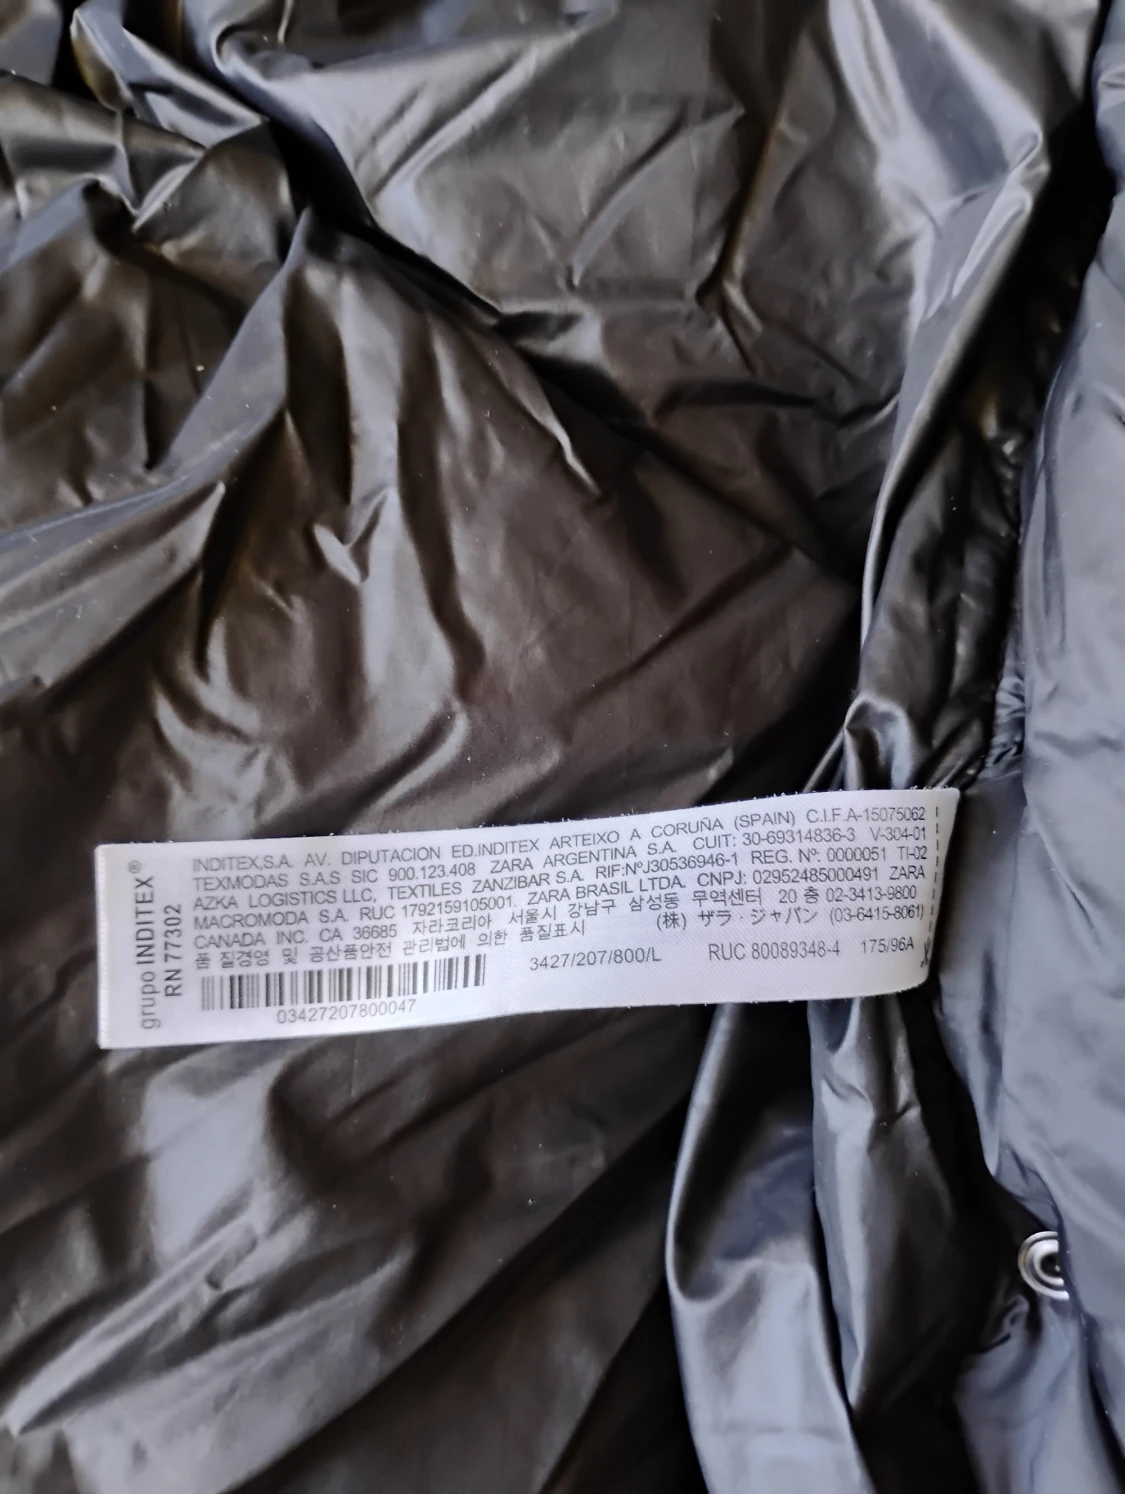 grupo INDITEX®
RN 77302
INDITEX,S.A. AV. DIPUTACION ED.INDITEX ARTEIXO A CORUÑA (SPAIN) C.I.F.A-15075062
TEXMODAS S.A.S SIC 900.123.408 ZARA ARGENTINA S.A. CUIT: 30-69314836-3 V-304-01
AZKA LOGISTICS LLC, TEXTILES ZANZIBAR S.A. RIF:NºJ30536946-1 REG. Nº: 0000051 TI-02
MACROMODA S.A. RUC 1792159105001. ZARA BRASIL LTDA. CNPJ: 02952485000491 ZARA
CANADA INC. CA 36685 자라코리아 서울시 강남구 삼성동 무역센터 20 층 02-3413-9800
품 질경영 및 공산품안전 관리법에 의한 품질표시 (株) ザラ・ジャパン (03-6415-8061)
3427/207/800/L RUC 80089348-4 175/96A
03427207800047